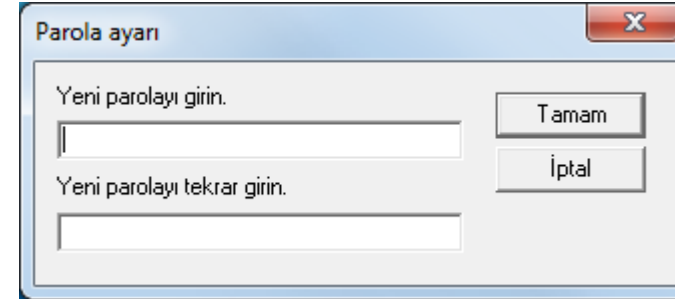 Parola ayarı
Yeni parolayı girin.
Tamam
Yeni parolayı tekrar girin.
İptal